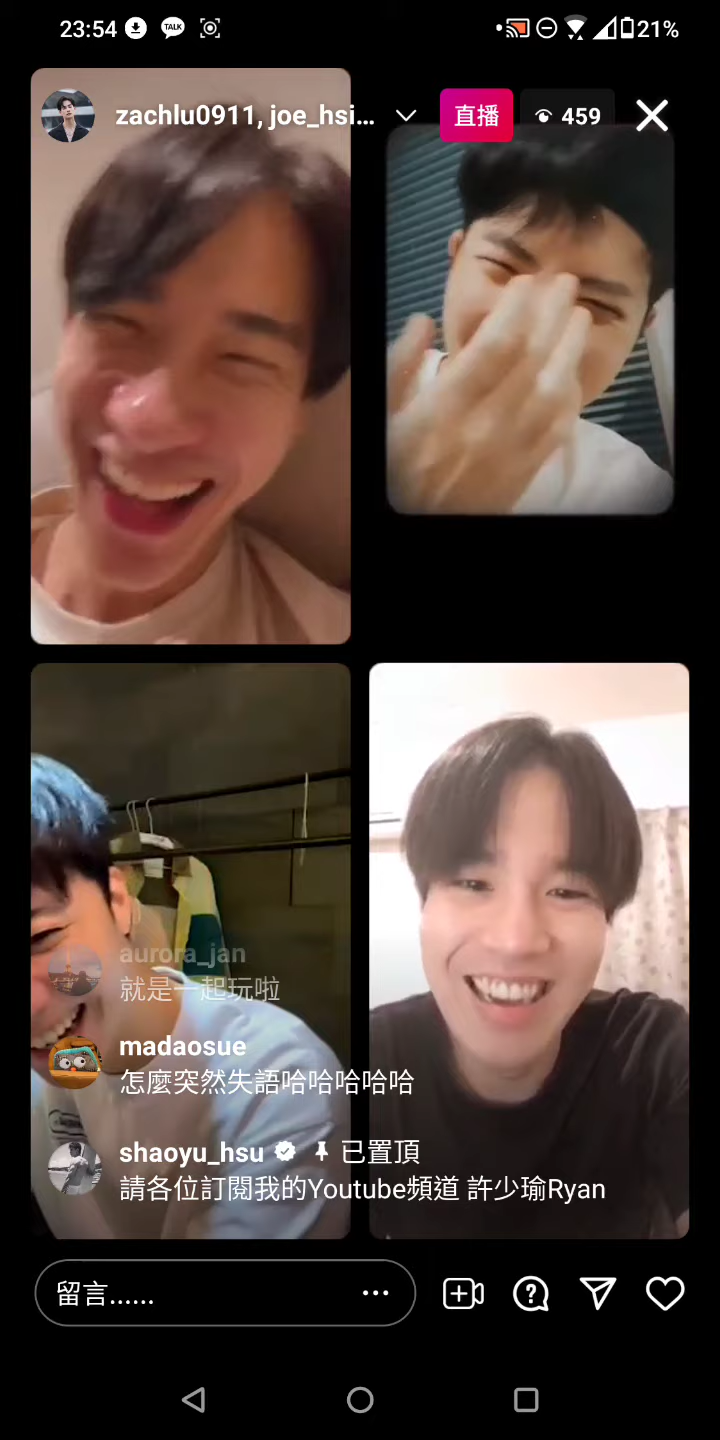 23:54
TALK
21%
zachlu0911, joe_hsi...
直播
459
aurora_jan
就是一起玩啦
madaosue
怎麼突然失語哈哈哈哈哈
shaoyu_hsu 已置頂
請各位訂閱我的Youtube頻道 許少瑜Ryan
留言......